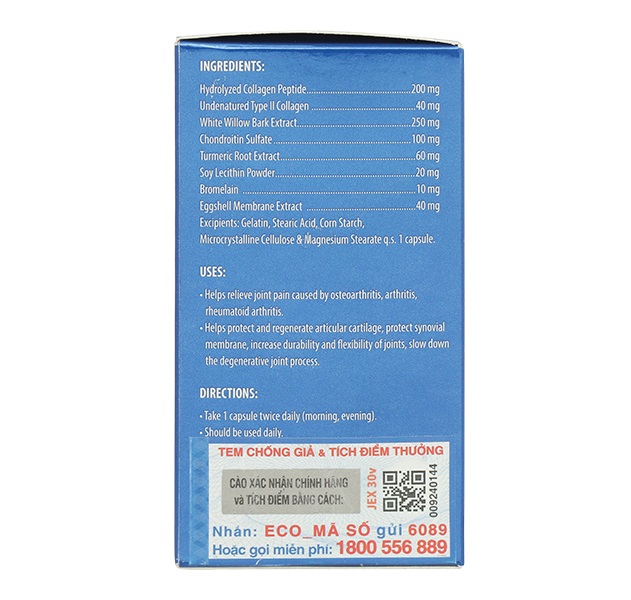 INGREDIENTS:
Hydrolyzed Collagen Peptide..............................200 mg
Undenatured Type II Collagen ..............................40 mg
White Willow Bark Extract..............................250 mg
Chondroitin Sulfate..............................100 mg
Turmeric Root Extract..............................60 mg
Soy Lecithin Powder..............................20 mg
Bromelain ..............................10 mg
Eggshell Membrane Extract ..............................40 mg
Excipients: Gelatin, Stearic Acid, Corn Starch,
Microcrystalline Cellulose & Magnesium Stearate q.s. 1 capsule.
USES:
• Helps relieve joint pain caused by osteoarthritis, arthritis,
rheumatoid arthritis.
• Helps protect and regenerate articular cartilage, protect synovial
membrane, increase durability and flexibility of joints, slow down
the degenerative joint process.
DIRECTIONS:
• Take 1 capsule twice daily (morning, evening).
• Should be used daily.
TEM CHỐNG GIẢ & TÍCH ĐIỂM THƯỞNG
CÀO XÁC NHẬN CHÍNH HÃNG
và TÍCH ĐIỂM BẰNG CÁCH:
JEX 30v
009240144
Nhắn: ECO_MÃ SỐ gửi 6089
Hoặc gọi miễn phí: 1800 556 889